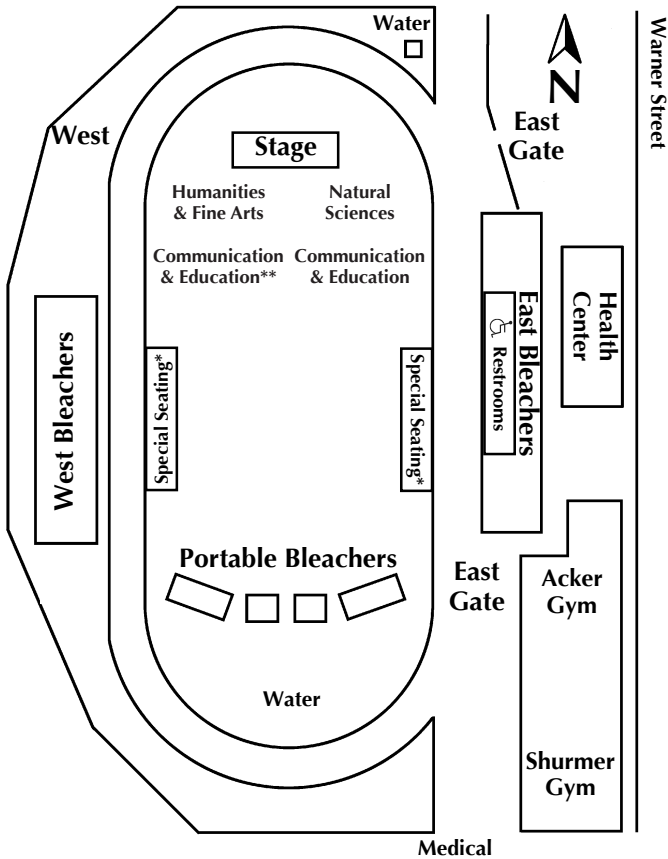 Water
Warner Street
N
West
East
Gate
Stage
Humanities
& Fine Arts
Natural
Sciences
Communication
& Education**
Communication
& Education
West Bleachers
Special Seating*
Special Seating*
Restrooms
East Bleachers
Health
Center
Portable Bleachers
East
Gate
Acker
Gym
Water
Shurmer
Gym
Medical